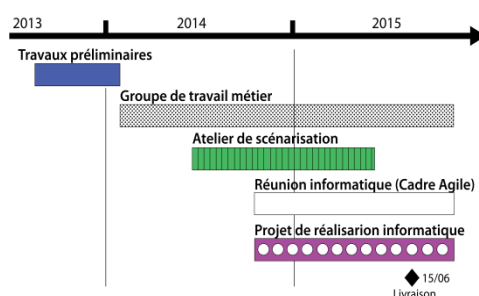 2013 2014 2015
Travaux préliminaires
Groupe de travail métier
Atelier de scénarisation
Réunion informatique (Cadre Agile)
Projet de réalisarion informatique
15/06
Livraison